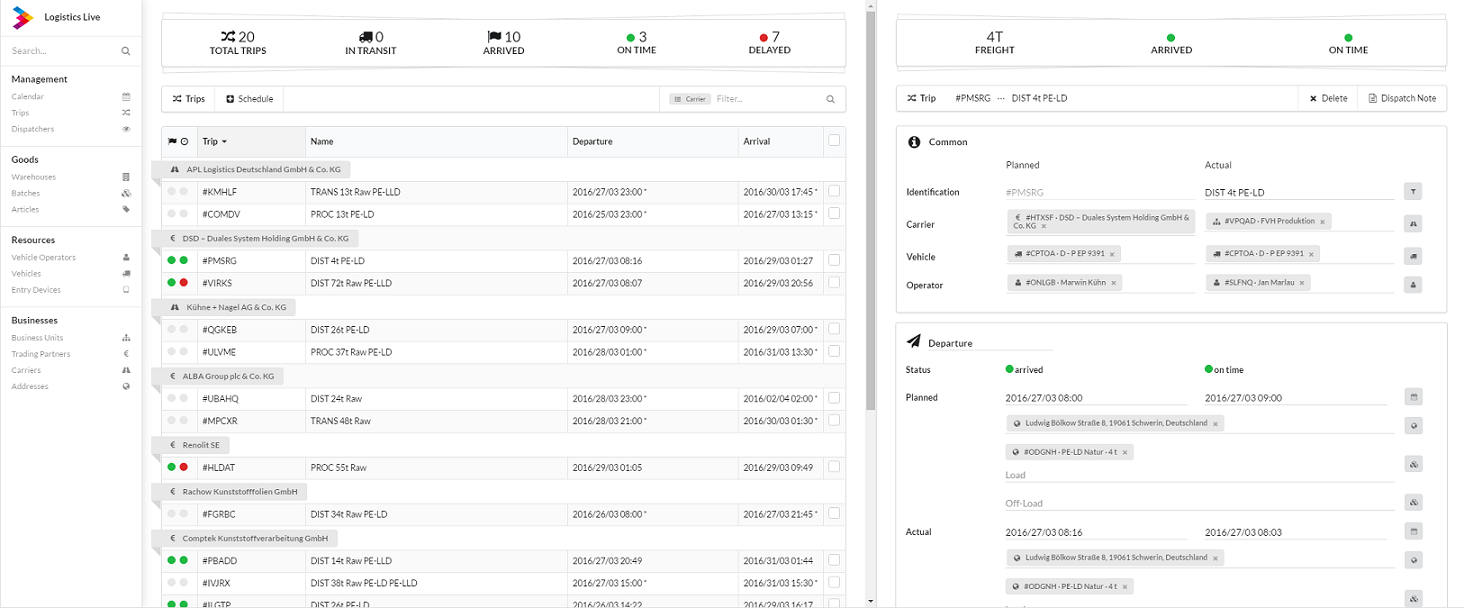 Logistics Live
Search...
Management
Calendar
Trips
Dispatchers
Goods
Warehouses
Batches
Articles
Resources
Vehicle Operators
Vehicles
Entry Devices
Businesses
Business Units
Trading Partners
Carriers
Addresses
20 0 10 3 7
TOTAL TRIPS IN TRANSIT ARRIVED ON TIME DELAYED
Trips Schedule Carrier Filter...
Trip Name Departure Arrival
APL Logistics Deutschland GmbH & Co. KG
#KMHLF TRANS 13t Raw PE-LLD 2016/27/03 23:00 * 2016/30/03 17:45 *
#COMDV PROC 13t PE-LD 2016/25/03 23:00 * 2016/27/03 13:15 *
€ DSD – Duales System Holding GmbH & Co. KG
#PMSRG DIST 4t PE-LD 2016/27/03 08:16 2016/29/03 01:27
#VIRKS DIST 72t Raw PE-LLD 2016/27/03 08:07 2016/29/03 20:56
Kühne + Nagel AG & Co. KG
#QGKEB DIST 26t PE-LD 2016/27/03 09:00 * 2016/29/03 07:00 *
#ULVME PROC 37t Raw PE-LD 2016/28/03 01:00 * 2016/31/03 13:30 *
€ ALBA Group plc & Co. KG
#UBAHQ DIST 24t Raw 2016/28/03 23:00 * 2016/02/04 02:00 *
#MPCXR TRANS 48t Raw 2016/28/03 21:00 * 2016/30/03 01:30 *
€ Renolit SE
#HLDAT PROC 55t Raw 2016/29/03 01:05 2016/29/03 09:49
€ Rachow Kunststofffolien GmbH
#FGRBC DIST 34t Raw PE-LD 2016/26/03 08:00 * 2016/27/03 21:45 *
€ Comptek Kunststoffverarbeitung GmbH
#PBADD DIST 14t Raw PE-LD 2016/27/03 20:49 2016/31/03 01:44
#IVJRX DIST 38t Raw PE-LD PE-LLD 2016/27/03 15:00 * 2016/31/03 15:30 *
#ILGTP DIST 26t PE-LD 2016/26/03 14:22 2016/29/03 16:17
4T
FREIGHT ARRIVED ON TIME
Trip #PMSRG ··· DIST 4t PE-LD × Delete Dispatch Note
Common
Planned Actual
Identification #PMSRG DIST 4t PE-LD
Carrier € #HTXSF · DSD – Duales System Holding GmbH &
Co. KG × #VPQAD · FVH Produktion ×
Vehicle #CPTOA · D - P EP 9391 × #CPTOA · D - P EP 9391 ×
Operator #ONLGB · Marwin Kühn × #SLFNQ · Jan Marlau ×
Departure
Status arrived on time
Planned 2016/27/03 08:00 2016/27/03 09:00
Ludwig Bölkow Straße 8, 19061 Schwerin, Deutschland ×
#ODGNH · PE-LD Natur · 4 t ×
Load
Off-Load
Actual 2016/27/03 08:16 2016/27/03 08:03
Ludwig Bölkow Straße 8, 19061 Schwerin, Deutschland ×
#ODGNH · PE-LD Natur · 4 t ×